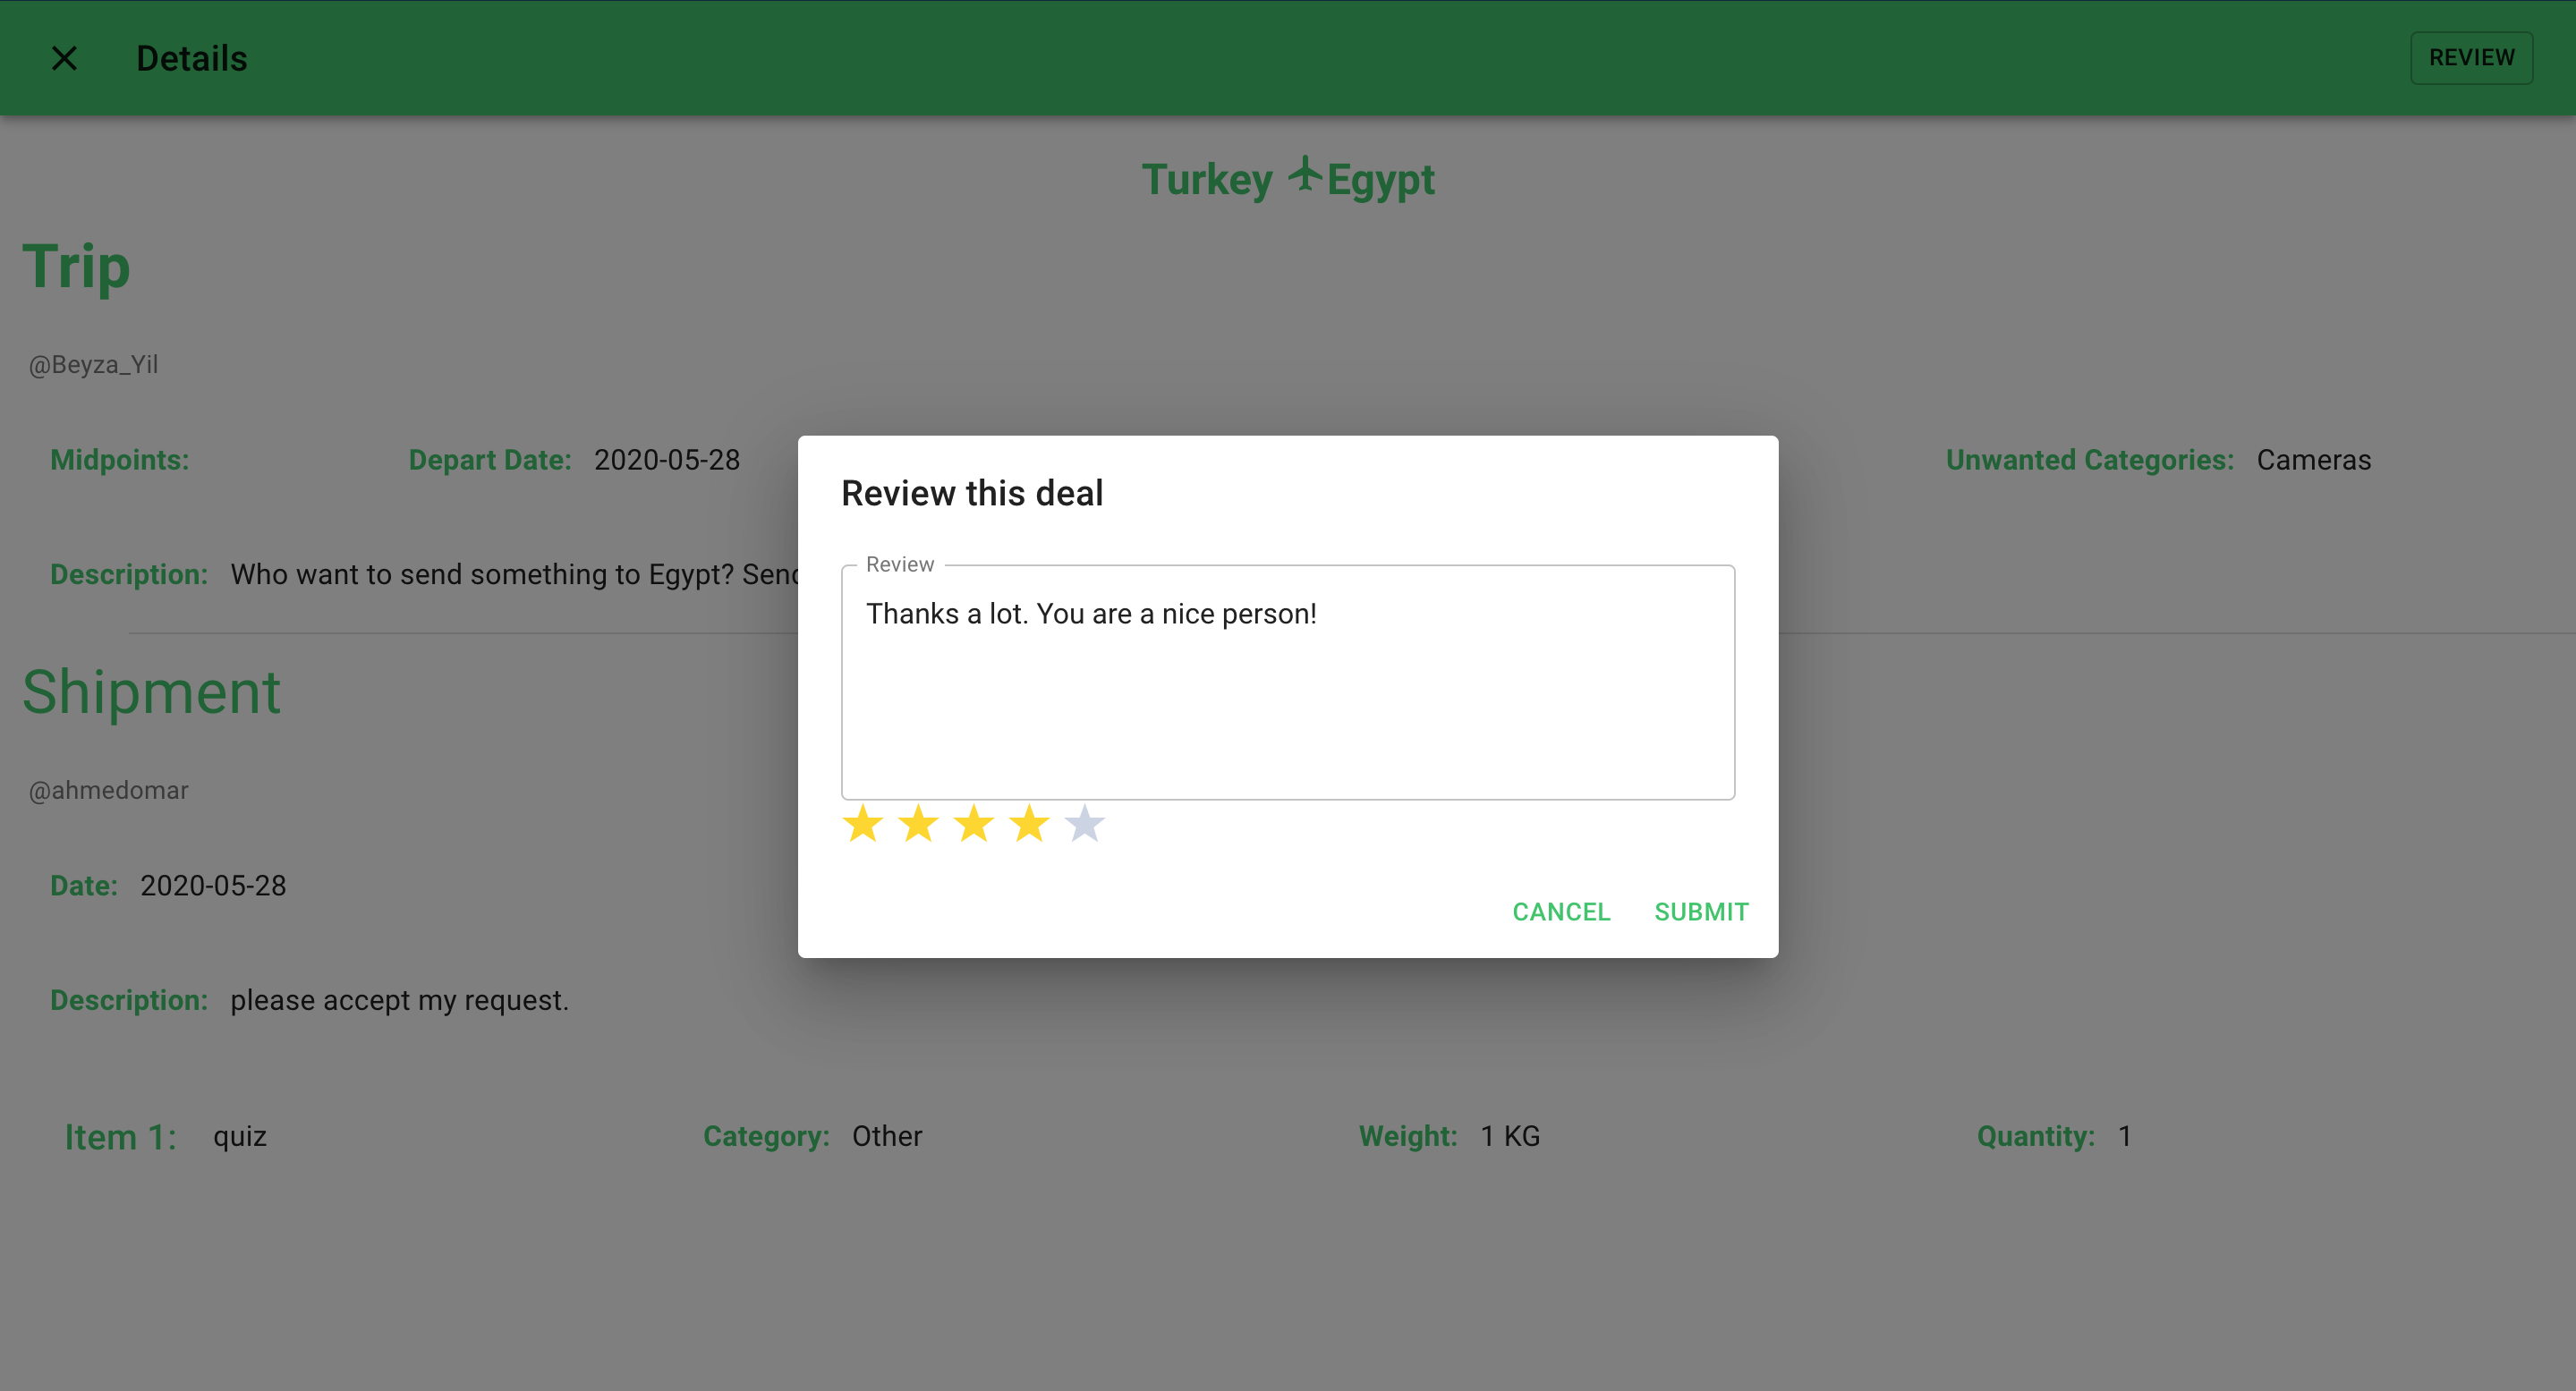 Details
REVIEW
Turkey Egypt
Trip
@Beyza_Yil
Midpoints: Depart Date: 2020-05-28 Unwanted Categories: Cameras
Description: Who want to send something to Egypt?
Review this deal
Review
Thanks a lot. You are a nice person!
CANCEL SUBMIT
Shipment
@ahmedomar
Date: 2020-05-28
Description: please accept my request.
Item 1: quiz Category: Other Weight: 1 KG Quantity: 1